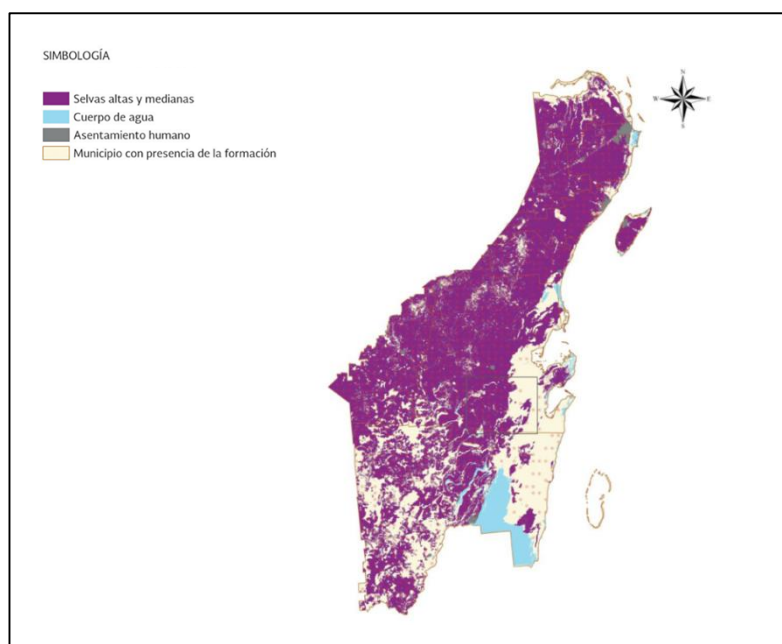 SIMBOLOGÍA
Selvas altas y medianas
Cuerpo de agua
Asentamiento humano
Municipio con presencia de la formación
N
W E
S